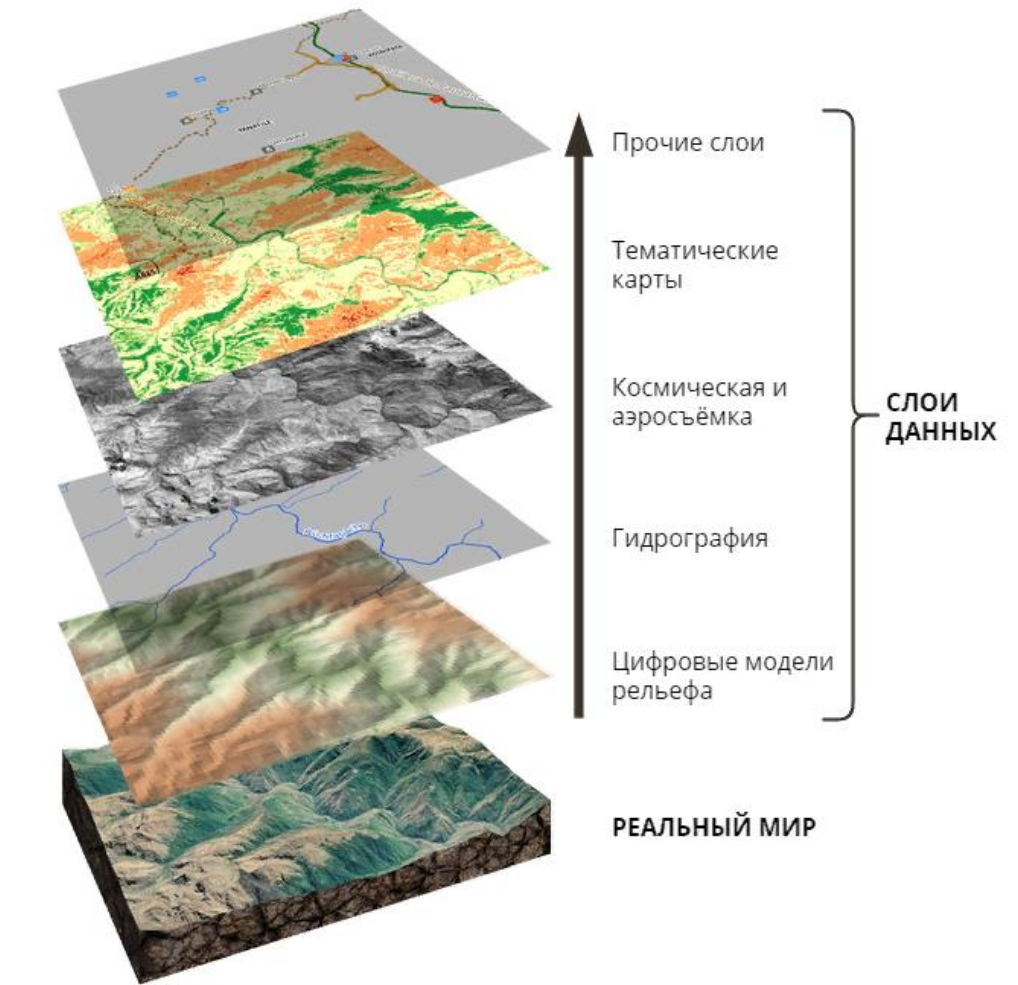 Прочие слои
Тематические
карты
Космическая и
аэросъёмка
СЛОИ
ДАННЫХ
Гидрография
Цифровые модели
рельефа
РЕАЛЬНЫЙ МИР